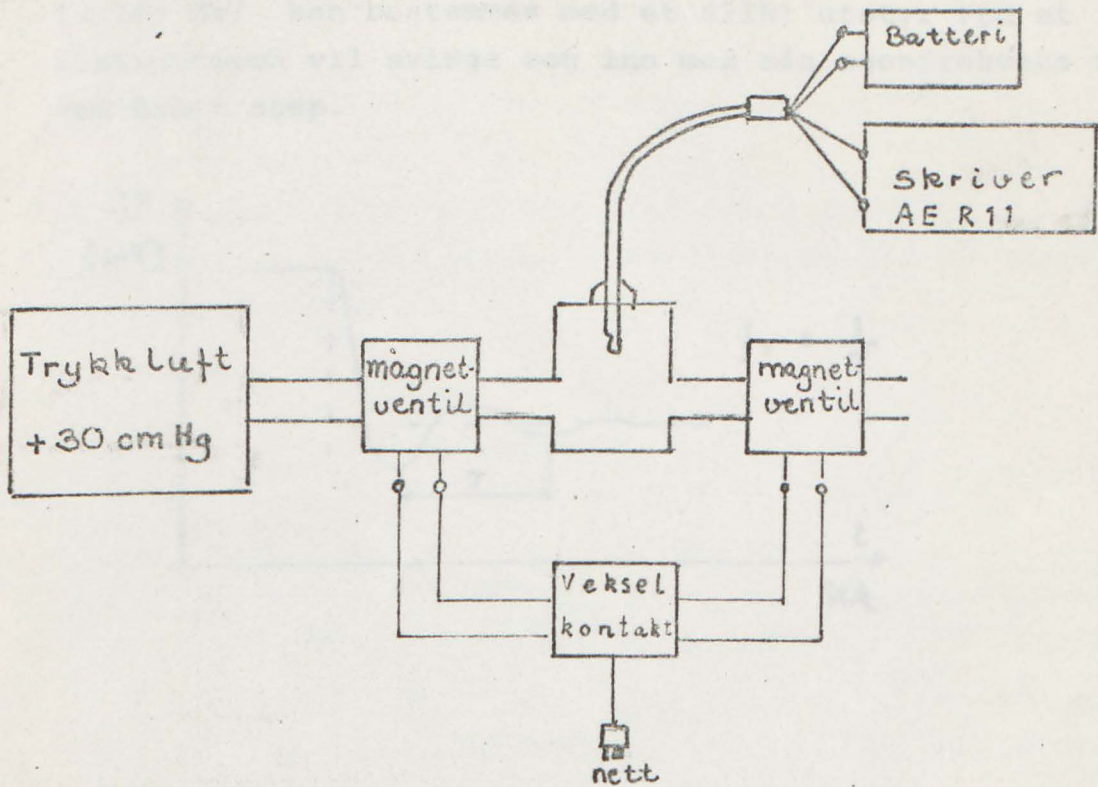 Batteri
Skriver
AE R11
Trykk luft
+30 cm Hg
magnet-
ventil
magnet-
ventil
Veksel
kontakt
nett